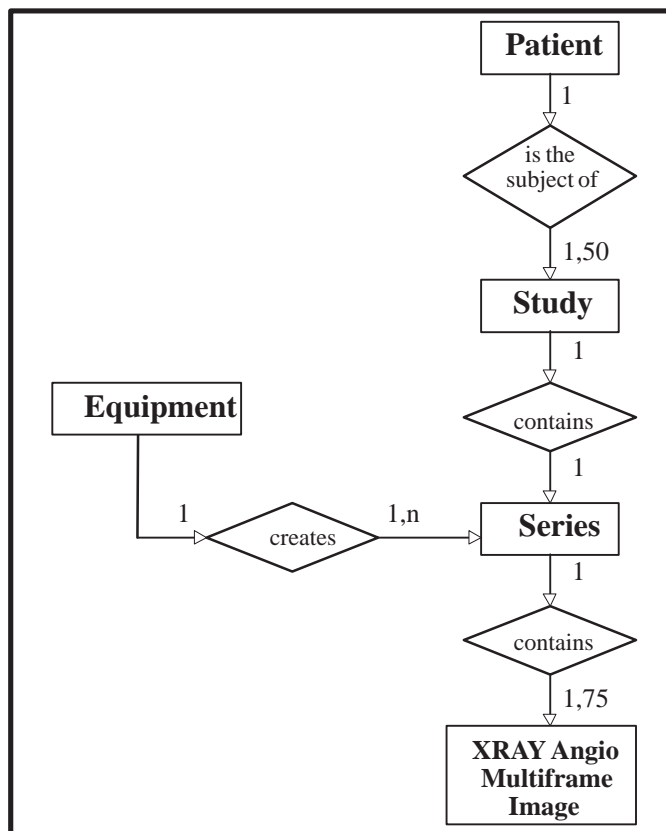 Patient
1
is the
subject of
1,50
Study
1
contains
1
Equipment
1
creates
1,n
Series
1
contains
1,75
XRAY Angio
Multiframe
Image